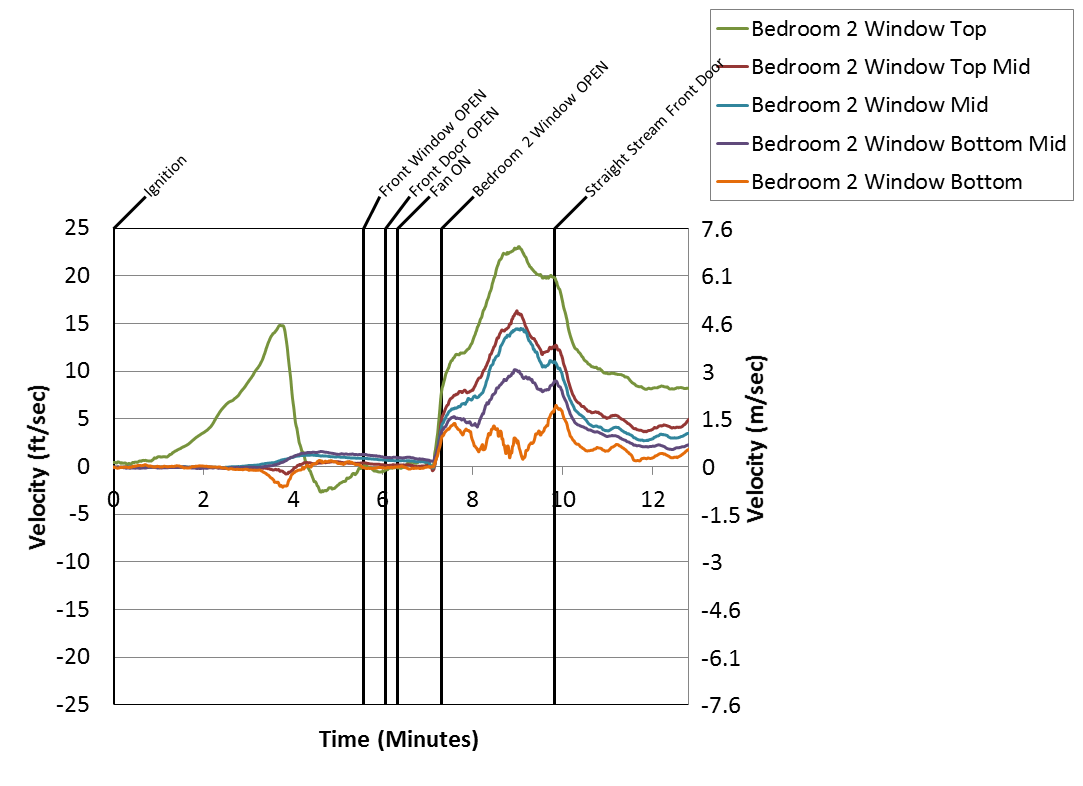 Bedroom 2 Window Top
Bedroom 2 Window Top Mid
Bedroom 2 Window Mid
Bedroom 2 Window Bottom Mid
Bedroom 2 Window Bottom
Ignition
Front Window OPEN
Front Door OPEN
Fan ON
Bedroom 2 Window OPEN
Straight Stream Front Door
25
20
15
10
5
0
-5
-10
-15
-20
-25
Velocity (ft/sec)
0 2 4 6 8 10 12
7.6
6.1
4.6
3
1.5
0
-1.5
-3
-4.6
-6.1
-7.6
Velocity (m/sec)
Time (Minutes)